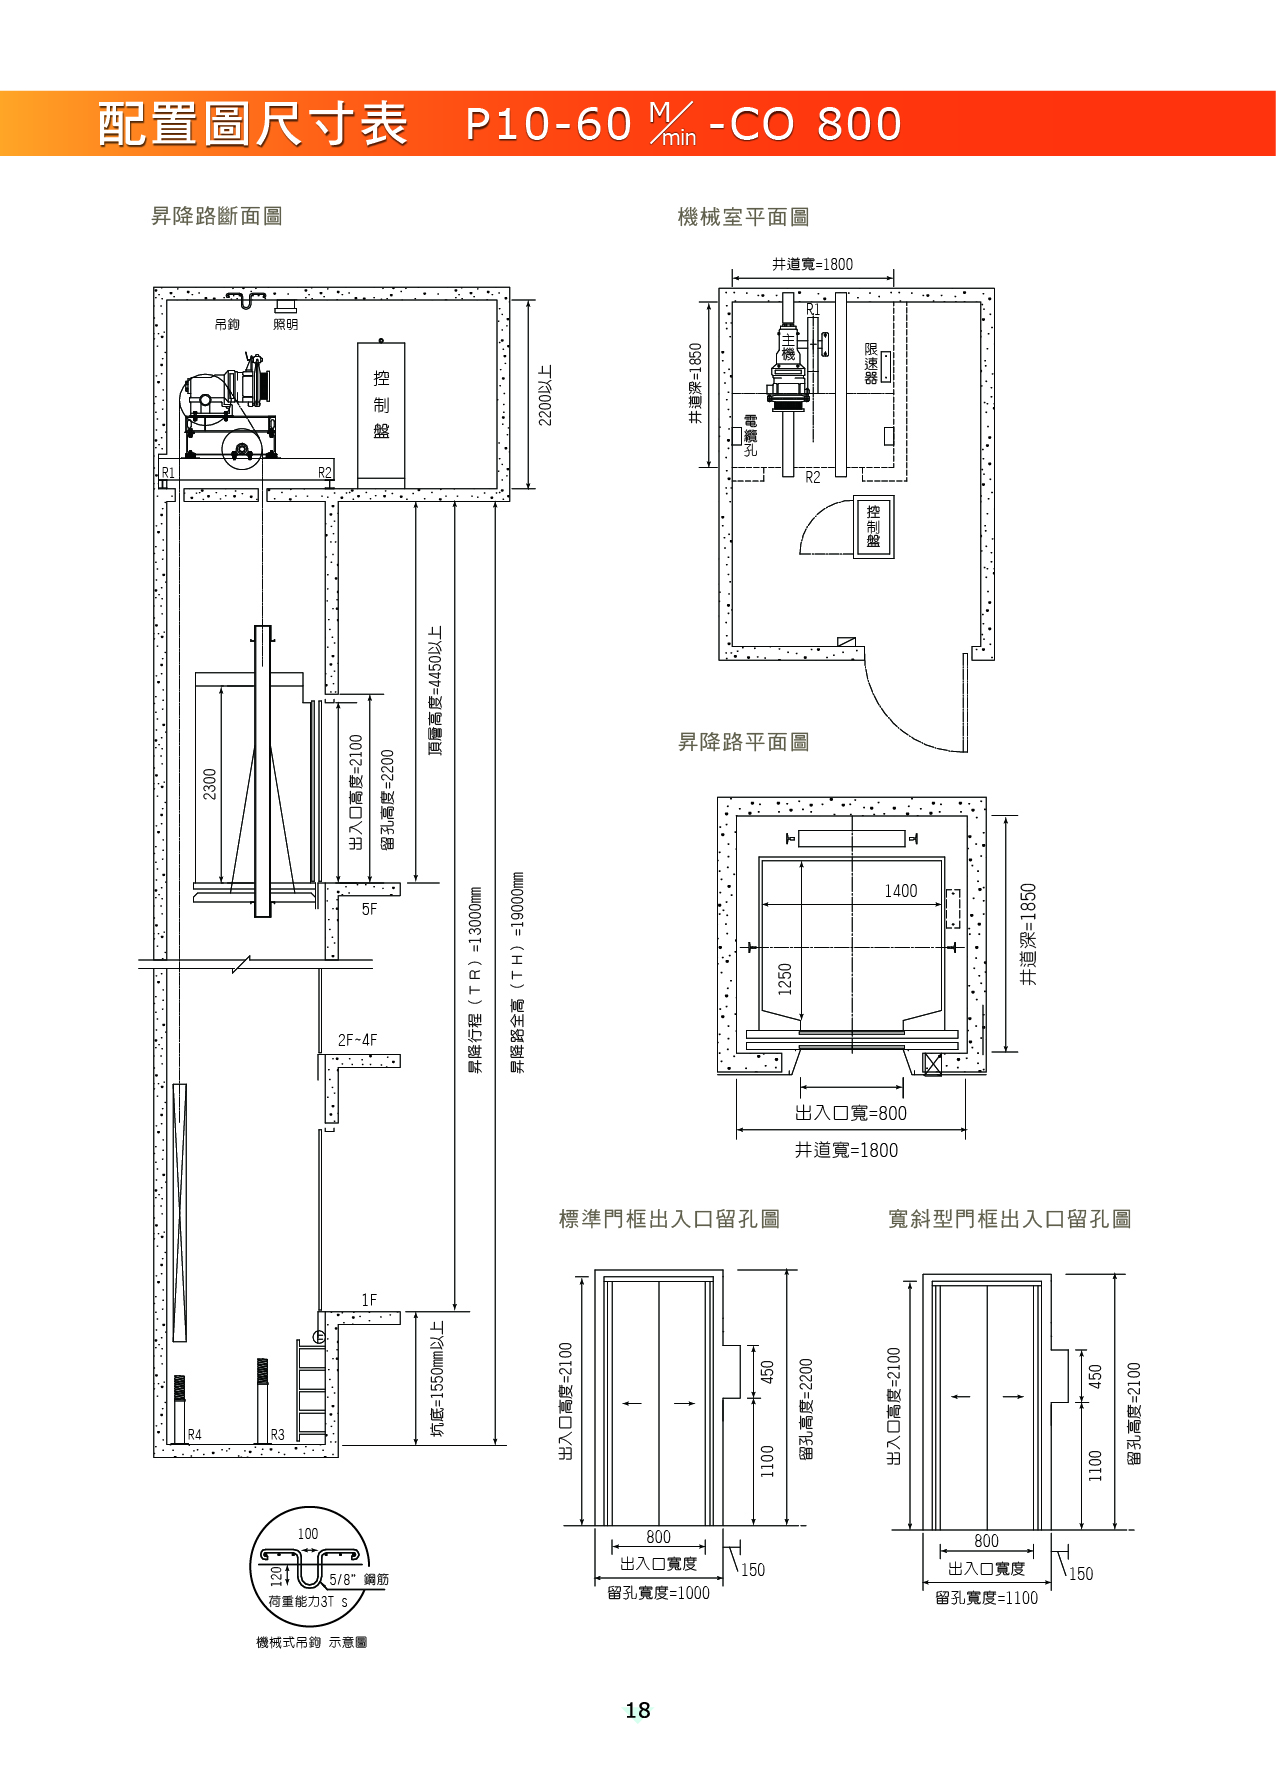 配置圖尺寸表 P10-60 M/min -CO 800
昇降路斷面圖
吊鉤
照明
控制盤
R1
R2
2200以上
頂層高度=4450以上
2300
出入口高度=2100
留孔高度=2200
5F
昇降行程（TR）=13000mm
昇降路全高（TH）=19000mm
2F~4F
1F
坑底=1550mm以上
R4
R3
100
120
5/8” 鋼筋
荷重能力3T s
機械式吊鉤 示意圖
機械室平面圖
井道寬=1800
井道深=1850
R1
主機
限速器
電纜孔
R2
控制盤
昇降路平面圖
1400
1250
井道深=1850
出入口寬=800
井道寬=1800
標準門框出入口留孔圖
出入口高度=2100
450
1100
留孔高度=2200
800
出入口寬度
150
留孔寬度=1000
寬斜型門框出入口留孔圖
出入口高度=2100
450
1100
留孔高度=2100
800
出入口寬度
150
留孔寬度=1100
18